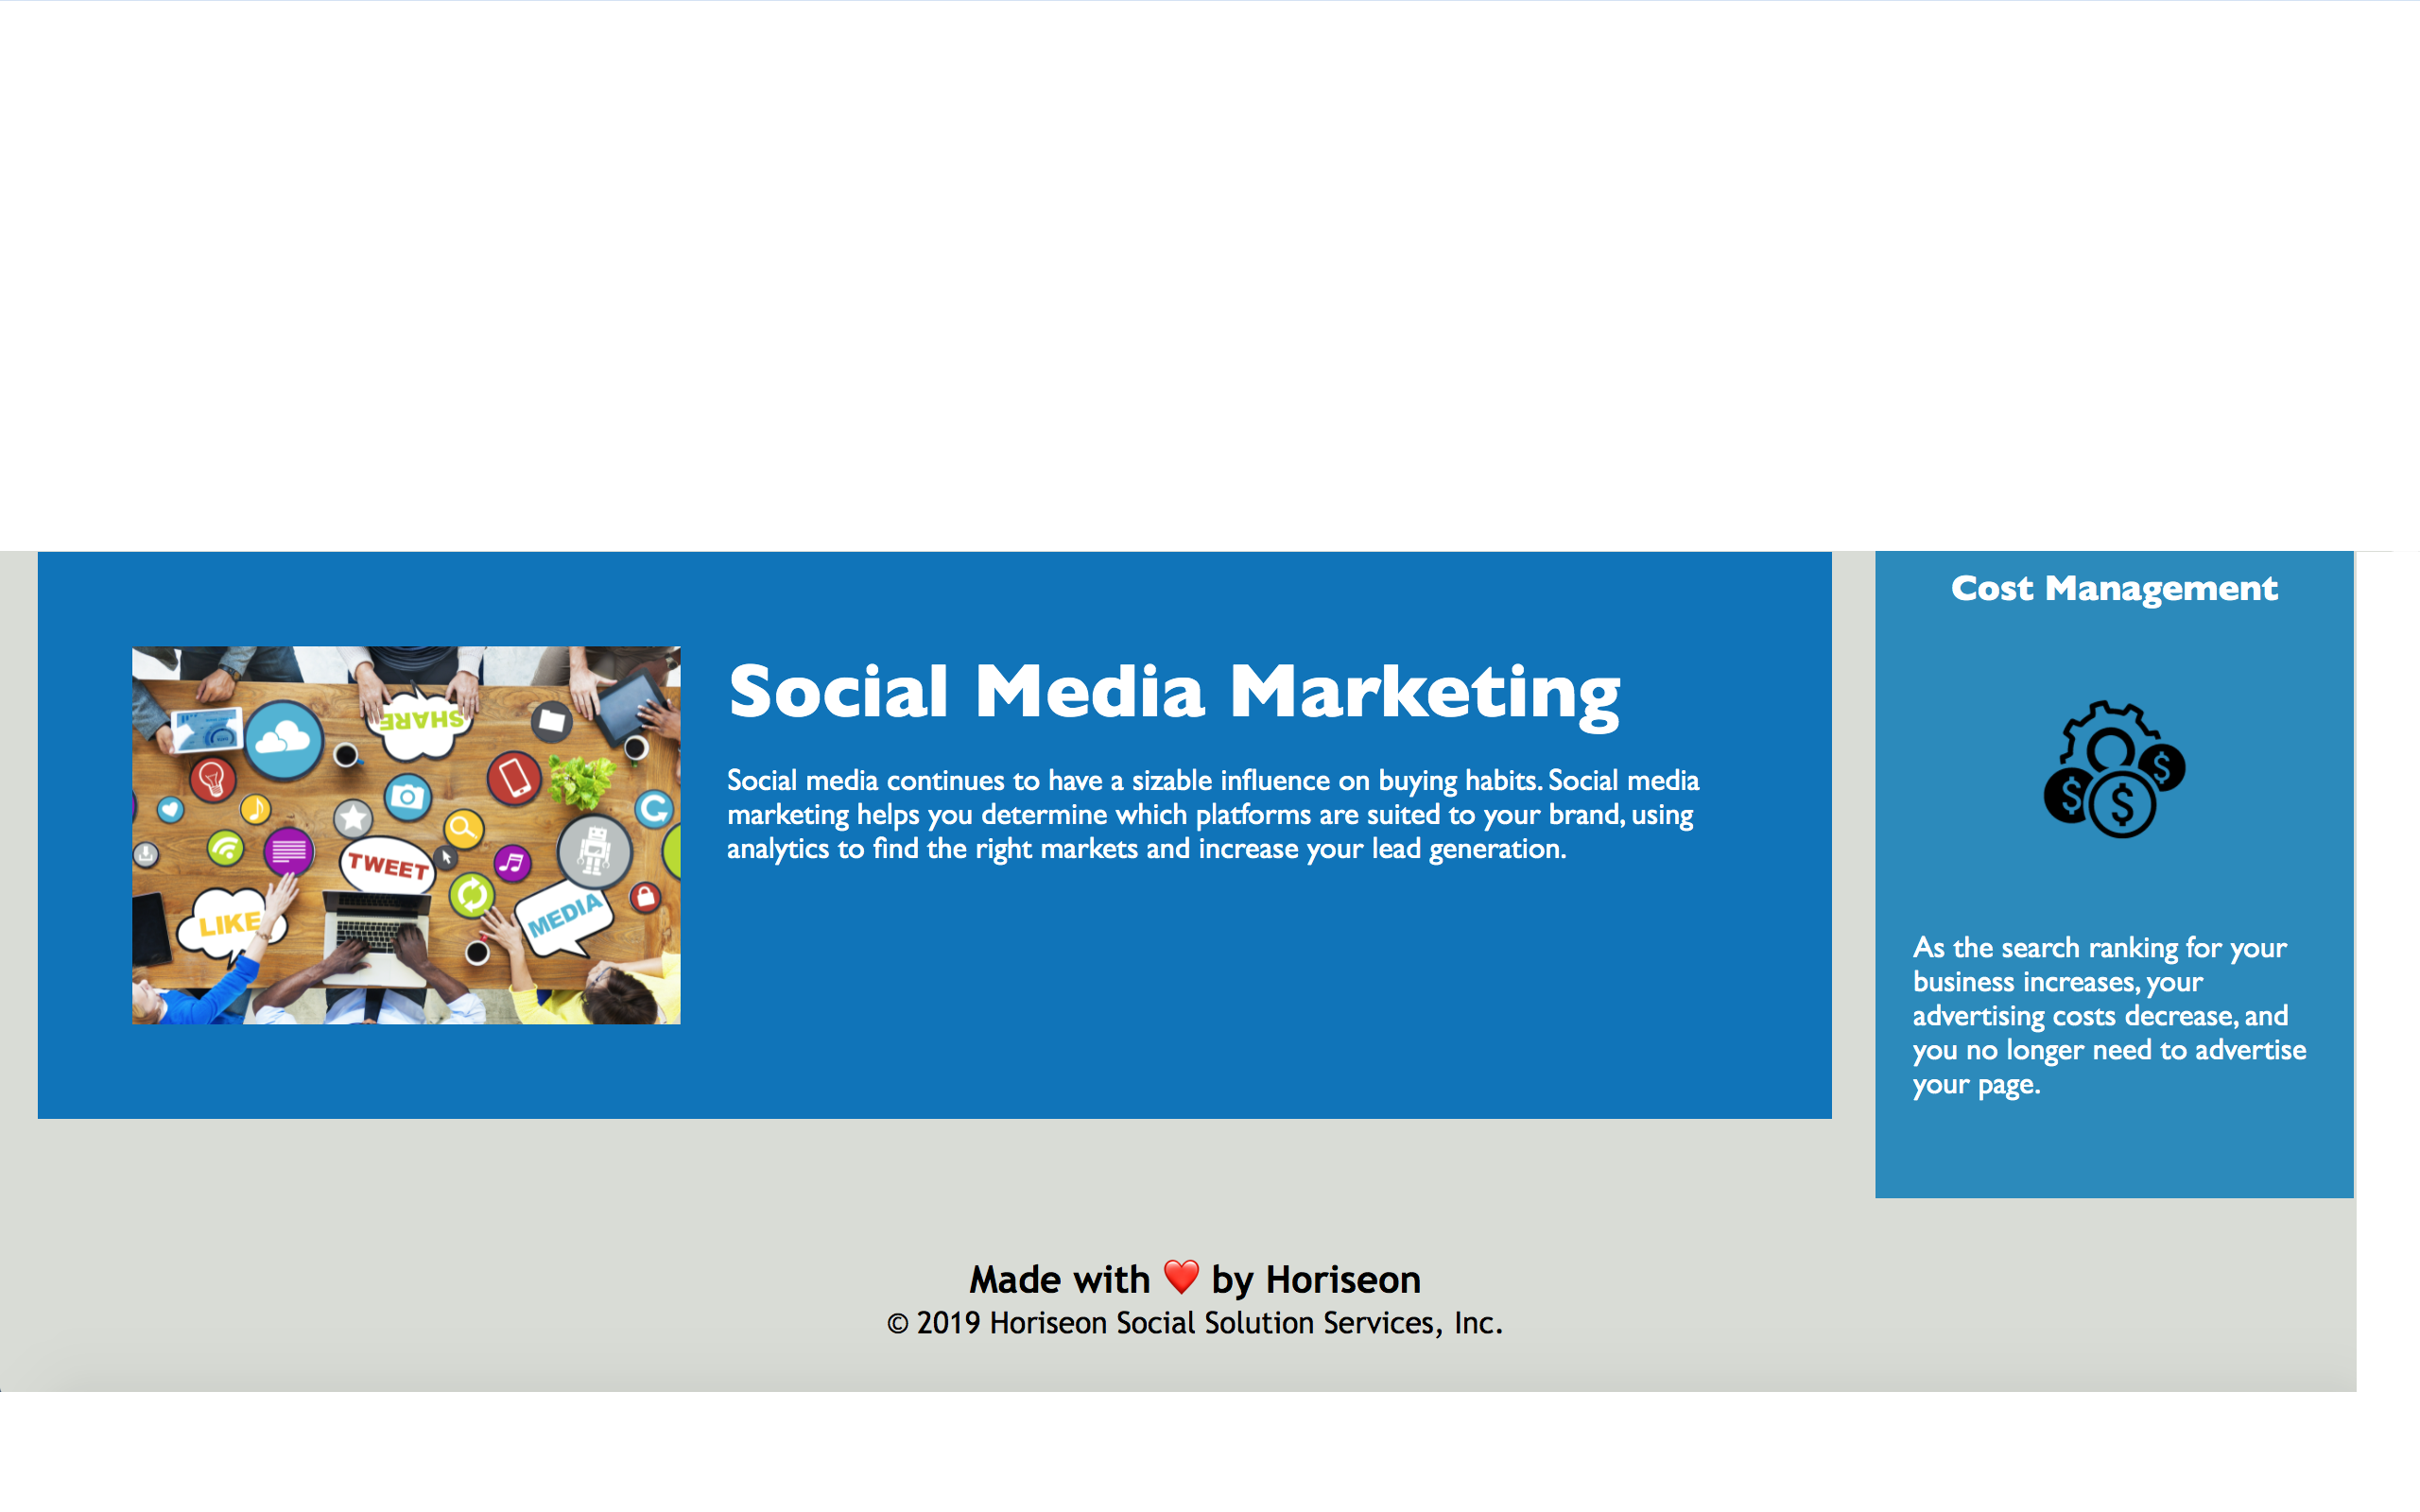 Cost Management
SHARE
TWEET
LIKE
MEDIA
Social Media Marketing
Social media continues to have a sizable influence on buying habits. Social media
marketing helps you determine which platforms are suited to your brand, using
analytics to find the right markets and increase your lead generation.
As the search ranking for your
business increases, your
advertising costs decrease, and
you no longer need to advertise
your page.
Made with ❤️ by Horiseon
© 2019 Horiseon Social Solution Services, Inc.